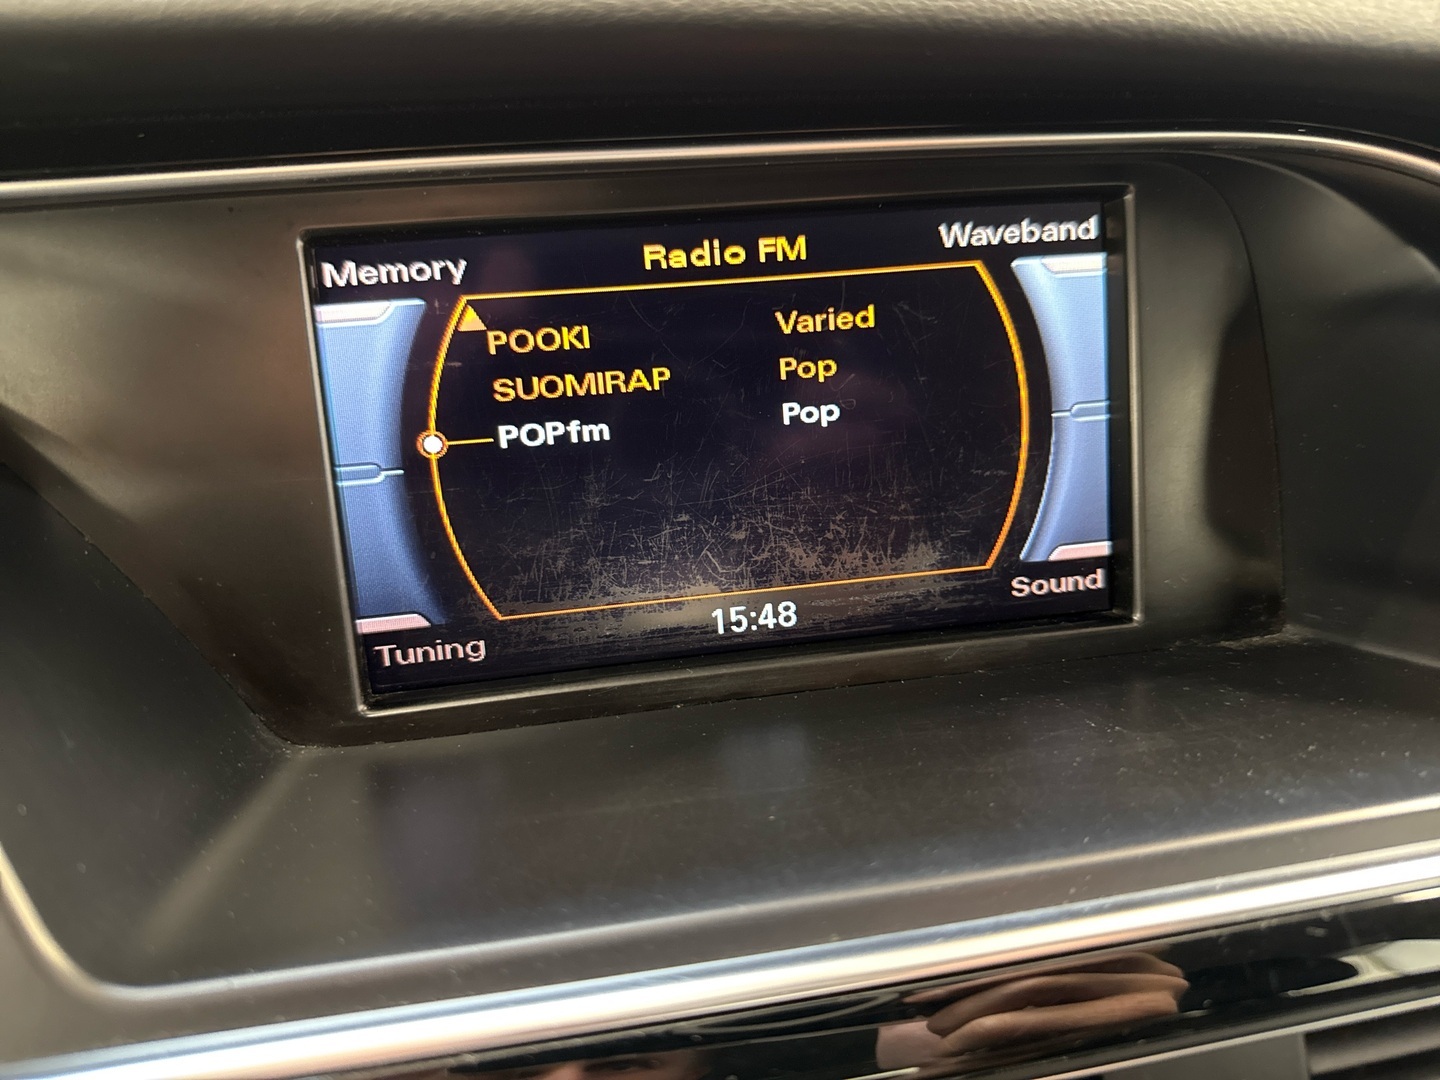 Memory
Radio FM
Waveband
POOKI Varied
SUOMIRAP Pop
POPfm Pop
Tuning
15:48
Sound